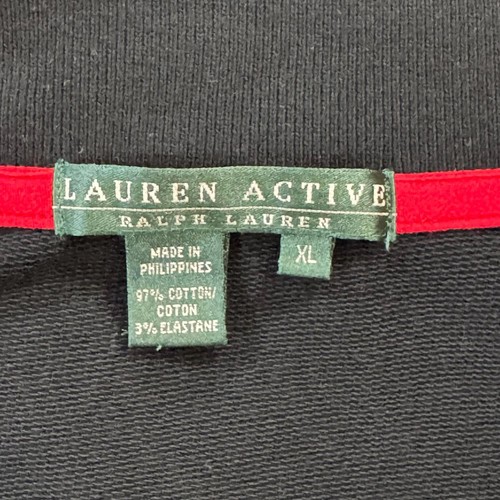 LAUREN ACTIVE
RALPH LAUREN
MADE IN
PHILIPPINES
97% COTTON/
COTON
3% ELASTANE
XL